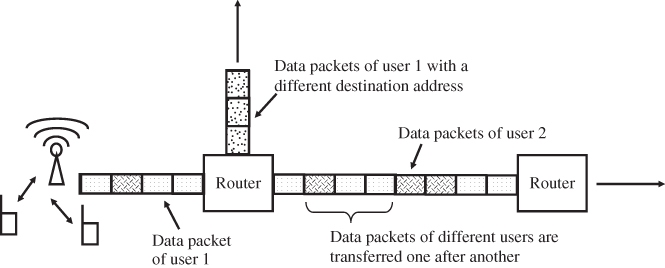 Data packets of user 1 with a
different destination address
Data packets of user 2
Router
Router
Data packet
of user 1
Data packets of different users are
transferred one after another